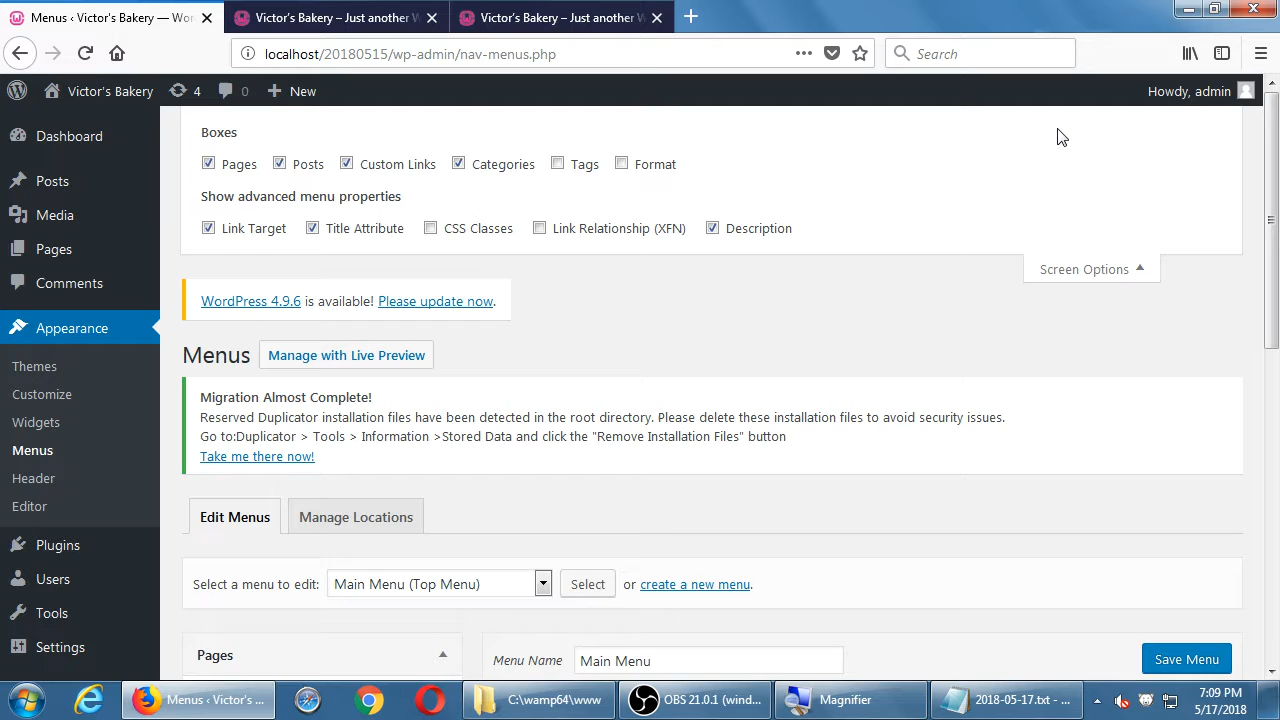 Menus ‹ Victor's Bakery — Wor
Victor's Bakery – Just another W
Victor's Bakery – Just another W
localhost/20180515/wp-admin/nav-menus.php
Search
Victor's Bakery
4
0
New
Howdy, admin
Dashboard
Posts
Media
Pages
Comments
Appearance
Themes
Customize
Widgets
Menus
Header
Editor
Plugins
Users
Tools
Settings
Boxes
Pages Posts Custom Links Categories Tags Format
Show advanced menu properties
Link Target Title Attribute CSS Classes Link Relationship (XFN) Description
Screen Options
WordPress 4.9.6 is available! Please update now.
Menus
Manage with Live Preview
Migration Almost Complete!
Reserved Duplicator installation files have been detected in the root directory. Please delete these installation files to avoid security issues.
Go to:Duplicator > Tools > Information >Stored Data and click the "Remove Installation Files" button
Take me there now!
Edit Menus Manage Locations
Select a menu to edit: Main Menu (Top Menu) Select or create a new menu.
Pages
Menu Name Main Menu Save Menu
Menus ‹ Victor's ...
C:\wamp64\www
OBS 21.0.1 (wind...
Magnifier
2018-05-17.txt - ...
7:09 PM
5/17/2018